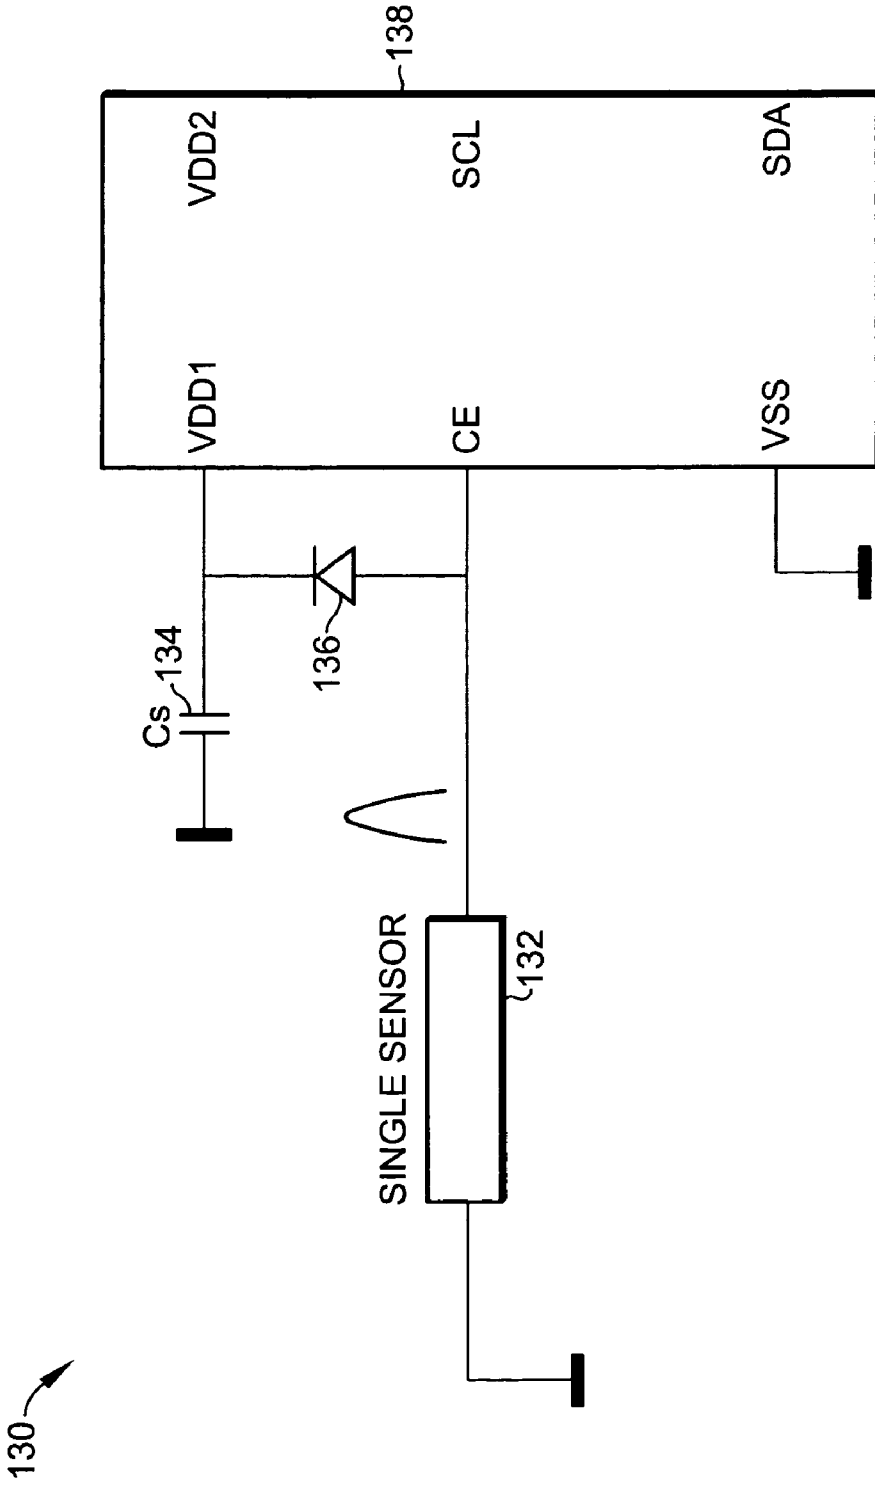 130
SINGLE SENSOR
132
Cs
134
136
VDD1
VDD2
CE
SCL
VSS
SDA
138